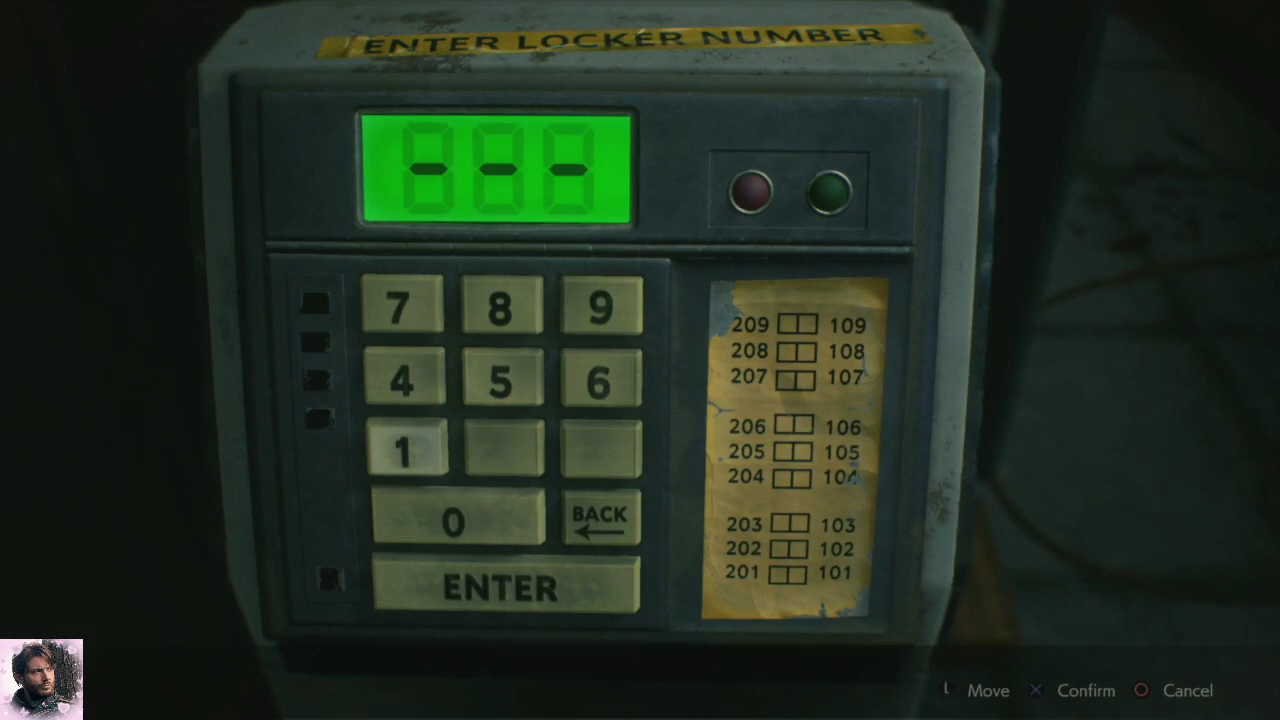 ENTER LOCKER NUMBER
7 8 9
4 5 6
1
0 BACK
ENTER
209 109
208 108
207 107
206 106
205 105
204 104
203 103
202 102
201 101
L Move X Confirm O Cancel